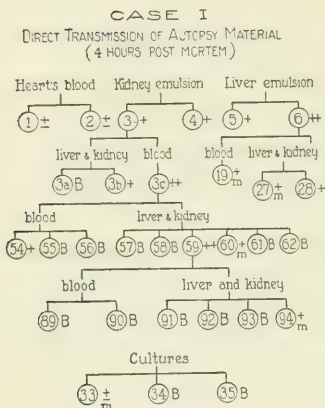 CASE I
DIRECT TRANSMISSION OF AUTOPSY MATERIAL
(4 HOURS POST MORTEM)
Heart's blood Kidney emulsion Liver emulsion
1 ± 2 ± 3 + 4 + 5 + 6 ++
liver & kidney blood blood liver & kidney
3a B 3b + 3c ++ 19 + m 27 + m 28 +
blood liver & kidney
54 + 55 B 56 B 57 B 58 B 59 ++ 60 + m 61 B 62 B
blood liver and kidney
89 B 90 B 91 B 92 B 93 B 94 + m
Cultures
33 ± m 34 B 35 B